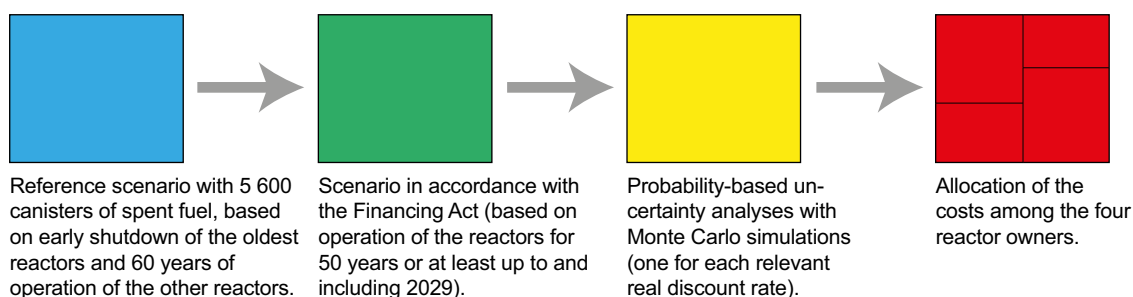 Reference scenario with 5 600
canisters of spent fuel, based
on early shutdown of the oldest
reactors and 60 years of
operation of the other reactors.
Scenario in accordance with
the Financing Act (based on
operation of the reactors for
50 years or at least up to and
including 2029).
Probability-based un-
certainty analyses with
Monte Carlo simulations
(one for each relevant
real discount rate).
Allocation of the
costs among the four
reactor owners.